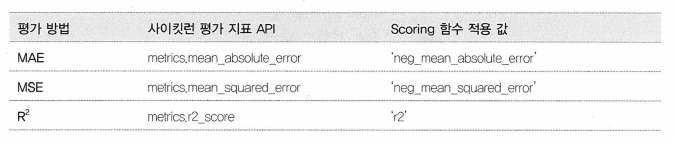 평가 방법 사이킷런 평가 지표 API Scoring 함수 적용 값
MAE metrics.mean_absolute_error 'neg_mean_absolute_error'
MSE metrics.mean_squared_error 'neg_mean_squared_error'
R² metrics.r2_score 'r2'